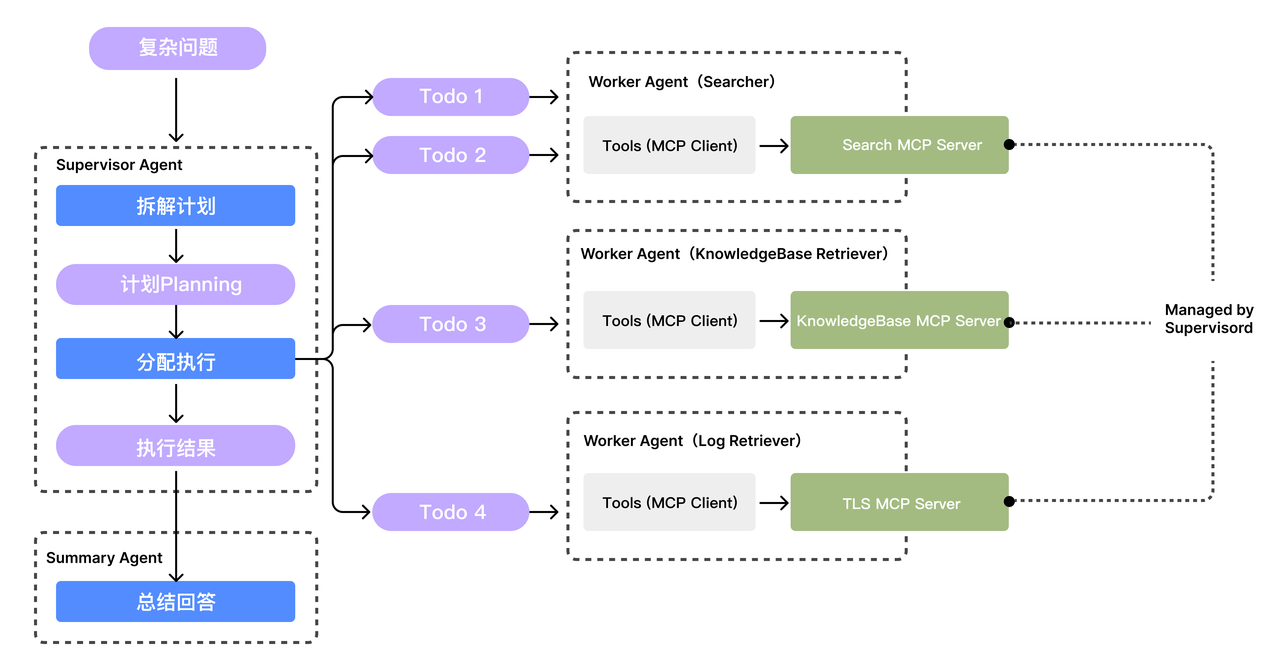 复杂问题
Supervisor Agent
拆解计划
计划Planning
分配执行
执行结果
Summary Agent
总结回答
Todo 1
Todo 2
Todo 3
Todo 4
Worker Agent（Searcher）
Tools (MCP Client)
Search MCP Server
Worker Agent（KnowledgeBase Retriever）
Tools (MCP Client)
KnowledgeBase MCP Server
Worker Agent（Log Retriever）
Tools (MCP Client)
TLS MCP Server
Managed by
Supervisord